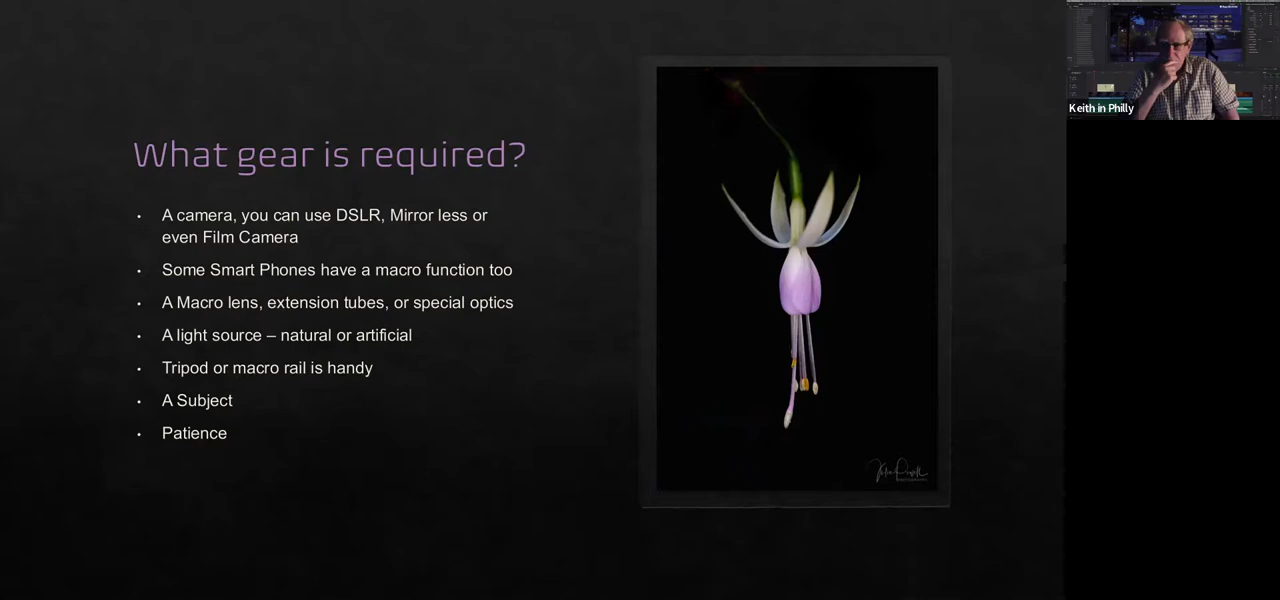 What gear is required?
• A camera, you can use DSLR, Mirror less or
even Film Camera
• Some Smart Phones have a macro function too
• A Macro lens, extension tubes, or special optics
• A light source – natural or artificial
• Tripod or macro rail is handy
• A Subject
• Patience
Keith in Philly